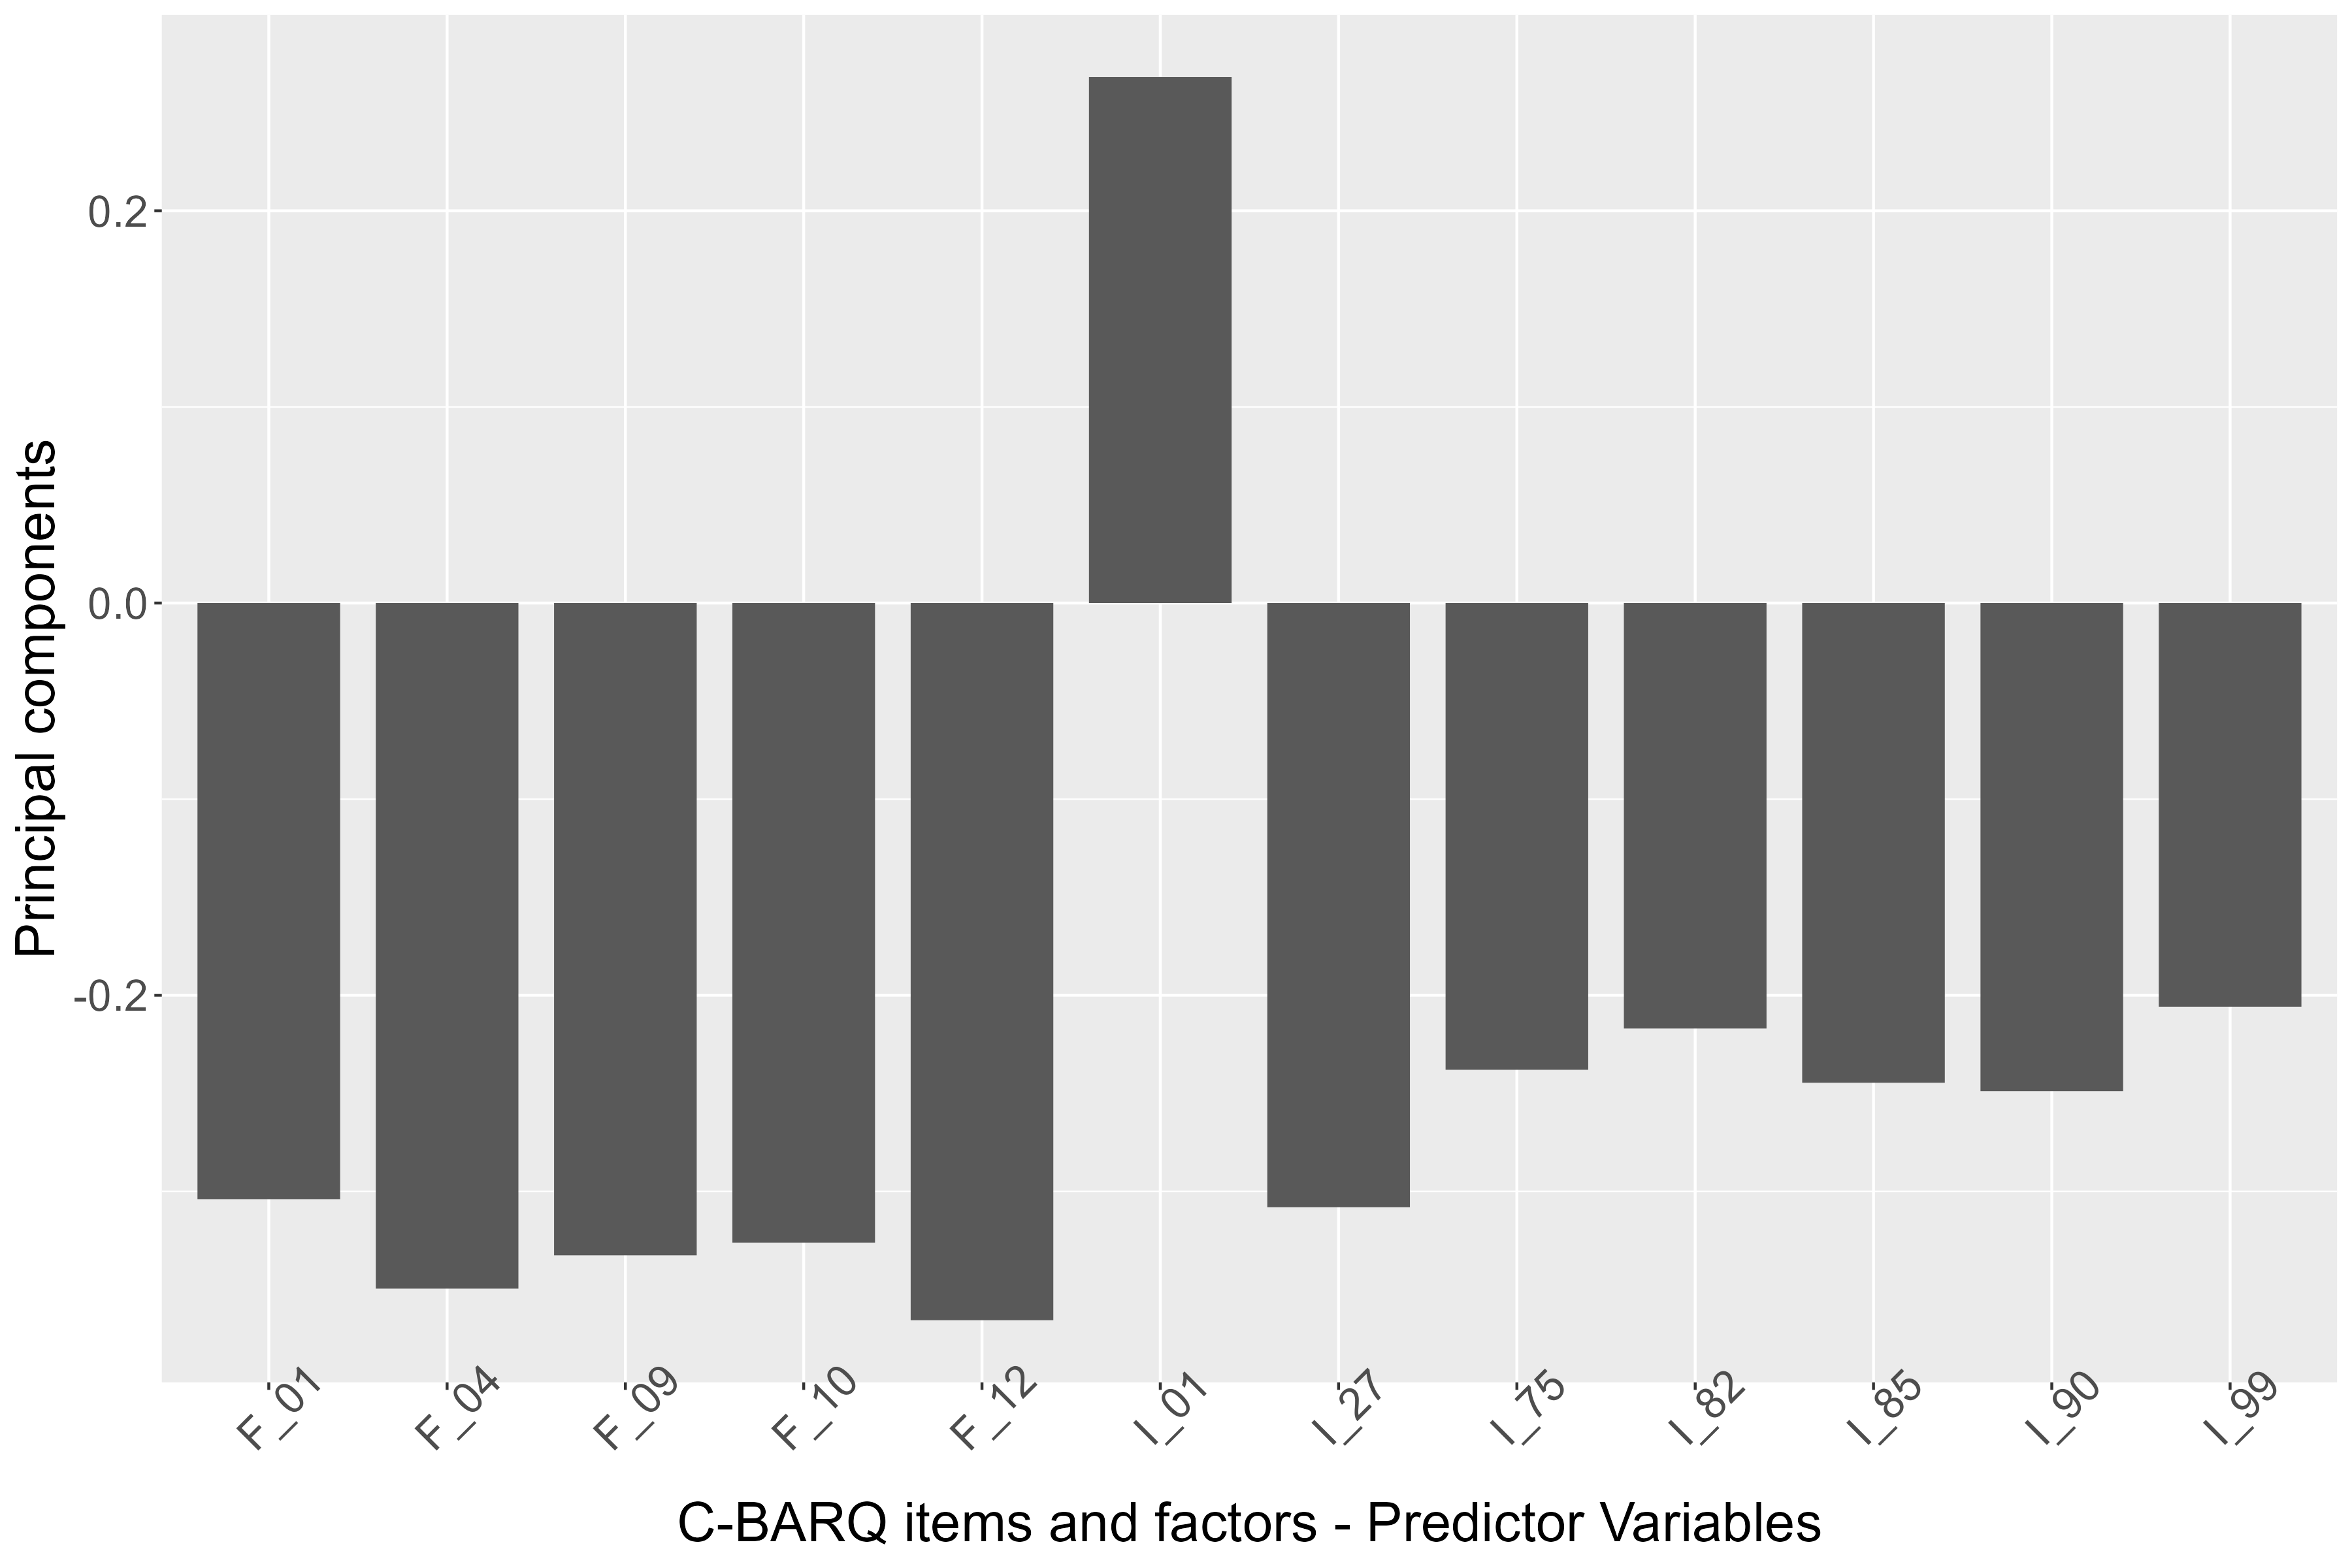 Principal components
0.2
0.0
-0.2
F_01
F_04
F_09
F_10
F_12
I_01
I_27
I_75
I_82
I_85
I_90
I_99
C-BARQ items and factors - Predictor Variables